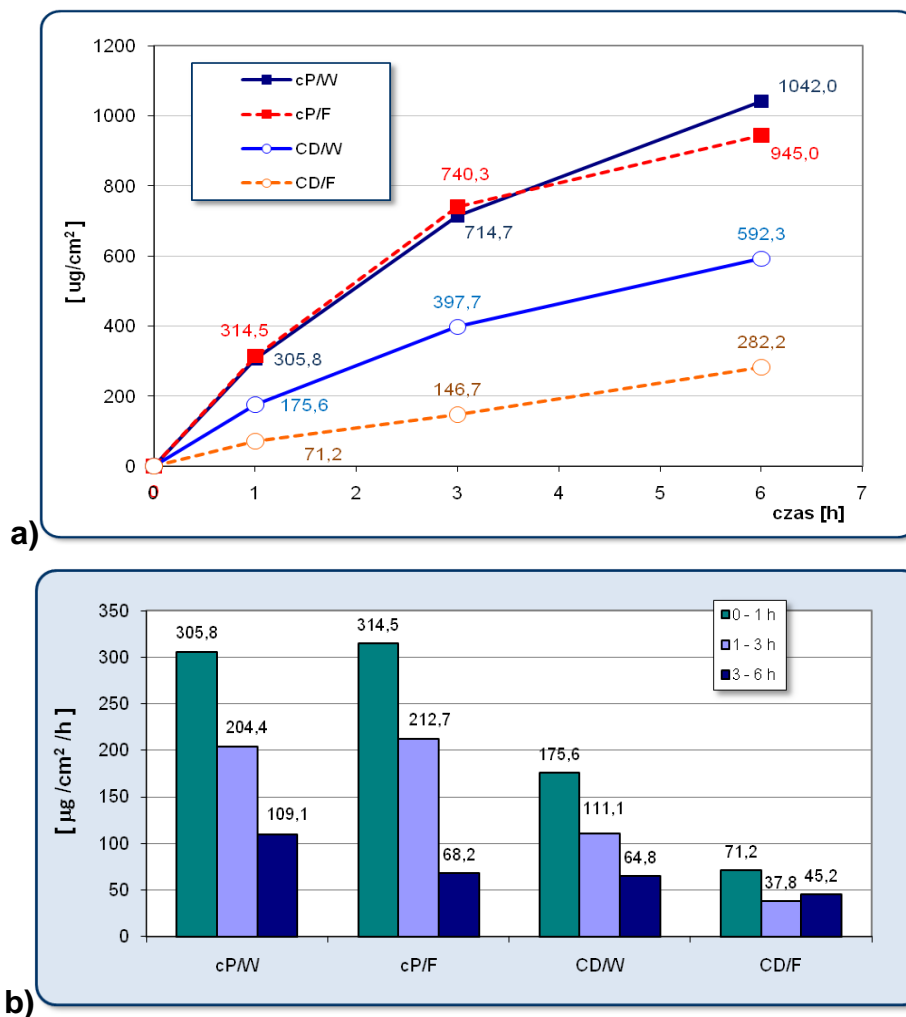 1200
1000
800
600
400
200
0
[ ug/cm² ]
cP/W
cP/F
CD/W
CD/F
1042,0
945,0
740,3
714,7
592,3
397,7
314,5
305,8
282,2
175,6
146,7
71,2
0 1 2 3 4 5 6 7
czas [h]
a)
350
300
250
200
150
100
50
0
[ µg /cm² /h ]
0 - 1 h
1 - 3 h
3 - 6 h
305,8
204,4
109,1
314,5
212,7
68,2
175,6
111,1
64,8
71,2
37,8
45,2
cP/W cP/F CD/W CD/F
b)